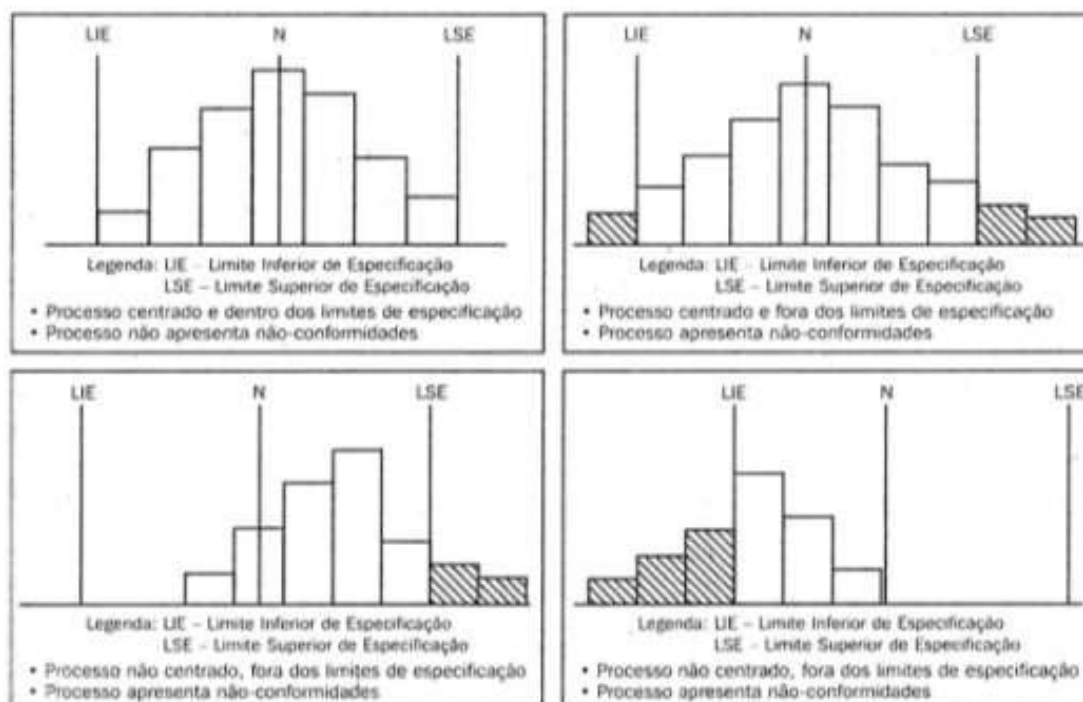 LIE N LSE
Legenda: LIE – Limite Inferior de Especificação
LSE – Limite Superior de Especificação
• Processo centrado e dentro dos limites de especificação
• Processo não apresenta não-conformidades
LIE N LSE
Legenda: LIE – Limite Inferior de Especificação
LSE – Limite Superior de Especificação
• Processo centrado e fora dos limites de especificação
• Processo apresenta não-conformidades
LIE N LSE
Legenda: LIE – Limite Inferior de Especificação
LSE – Limite Superior de Especificação
• Processo não centrado, fora dos limites de especificação
• Processo apresenta não-conformidades
LIE N LSE
Legenda: LIE – Limite Inferior de Especificação
LSE – Limite Superior de Especificação
• Processo não centrado, fora dos limites de especificação
• Processo apresenta não-conformidades